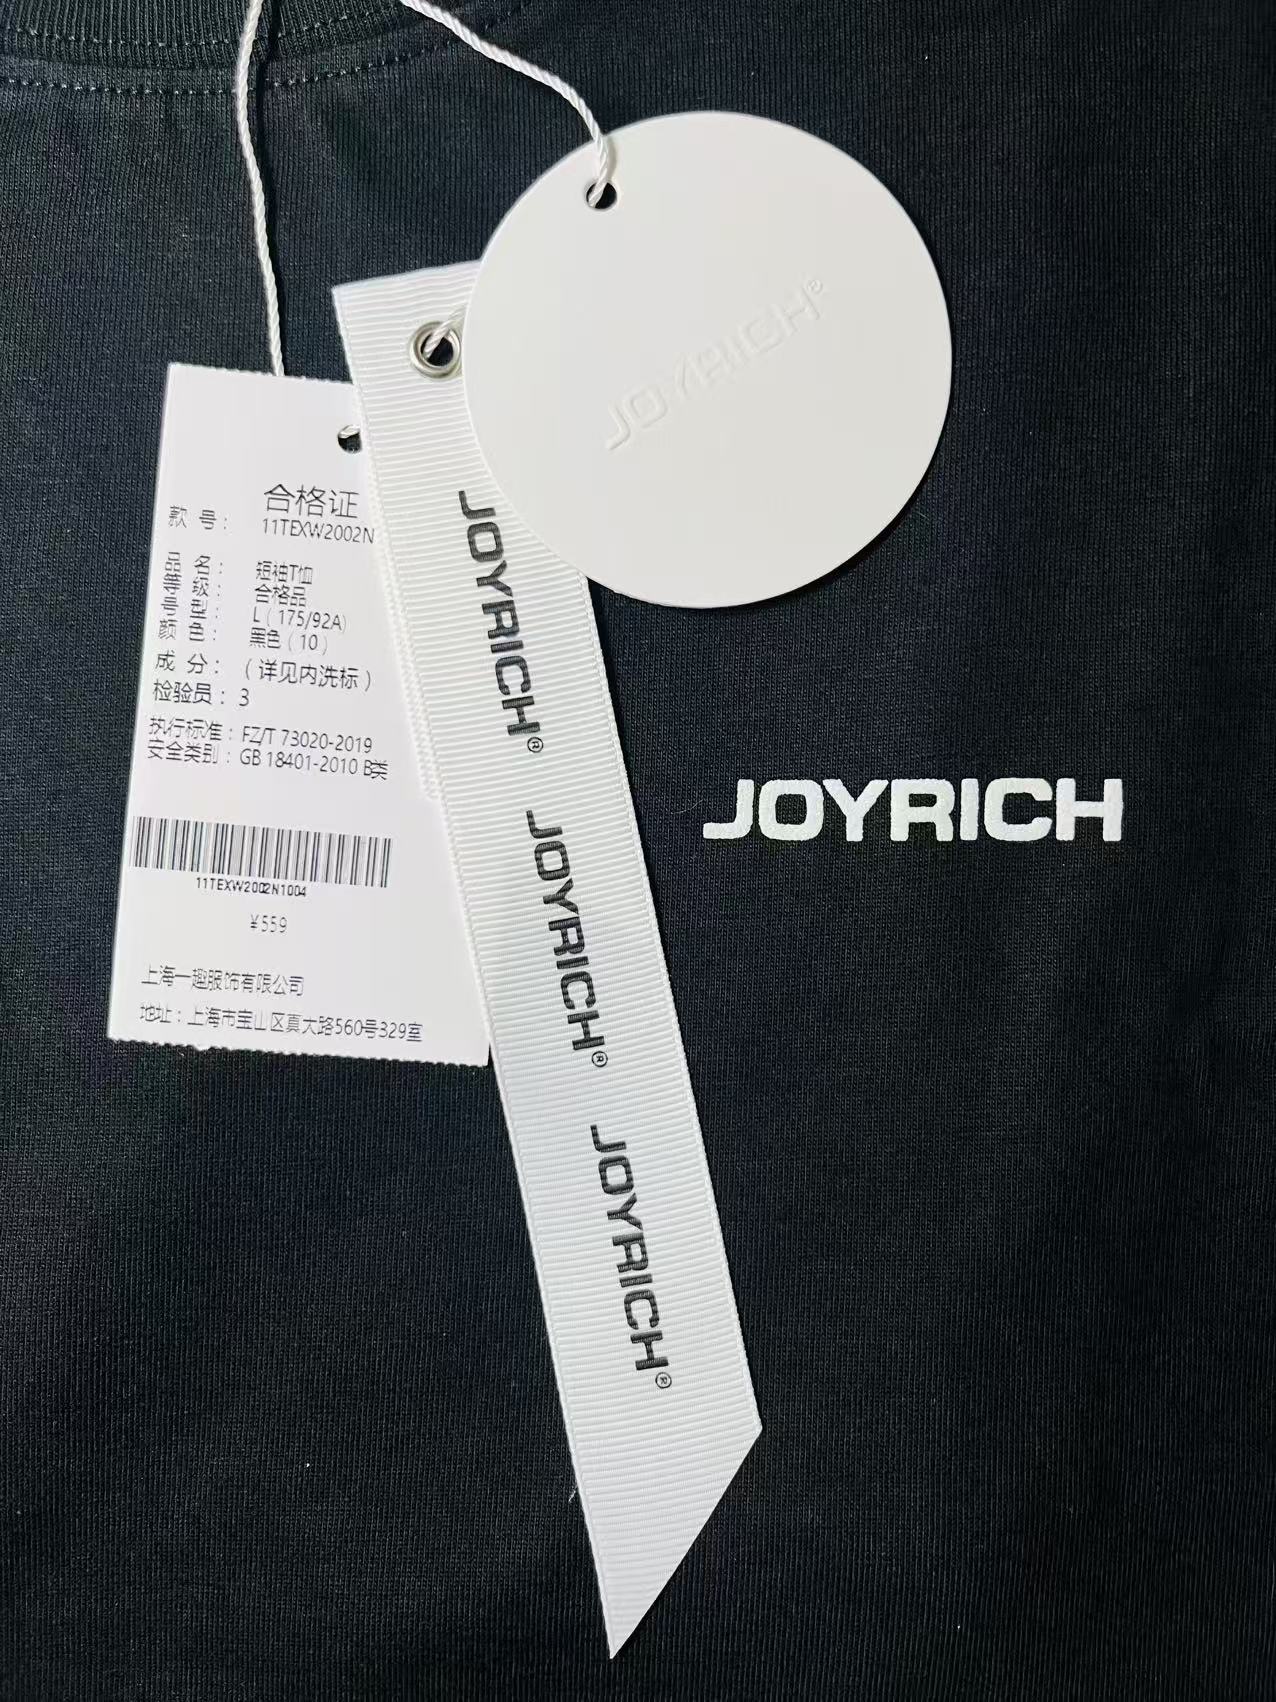 JOYRICH®
合格证
款 号： 11TEXW2002N
品 名： 短袖T恤
等 级： 合格品
号 型： L（175/92A）
颜 色： 黑色（10）
成 分：（详见内洗标）
检验员：3
执行标准：FZ/T 73020-2019
安全类别：GB 18401-2010 B类
11TEXW2002N1004
¥559
上海一趣服饰有限公司
地址：上海市宝山区真大路560号329室
JOYRICH®
JOYRICH®
JOYRICH®
JOYRICH